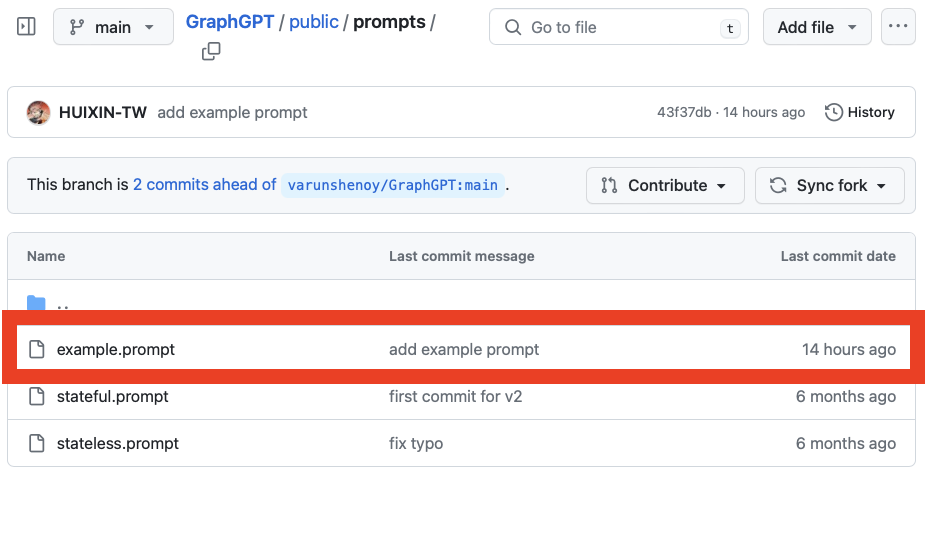 main GraphGPT / public / prompts / Go to file t Add file ...
HUIXIN-TW add example prompt 43f37db · 14 hours ago History
This branch is 2 commits ahead of varunshenoy/GraphGPT:main . Contribute Sync fork
Name Last commit message Last commit date
..
example.prompt add example prompt 14 hours ago
stateful.prompt first commit for v2 6 months ago
stateless.prompt fix typo 6 months ago